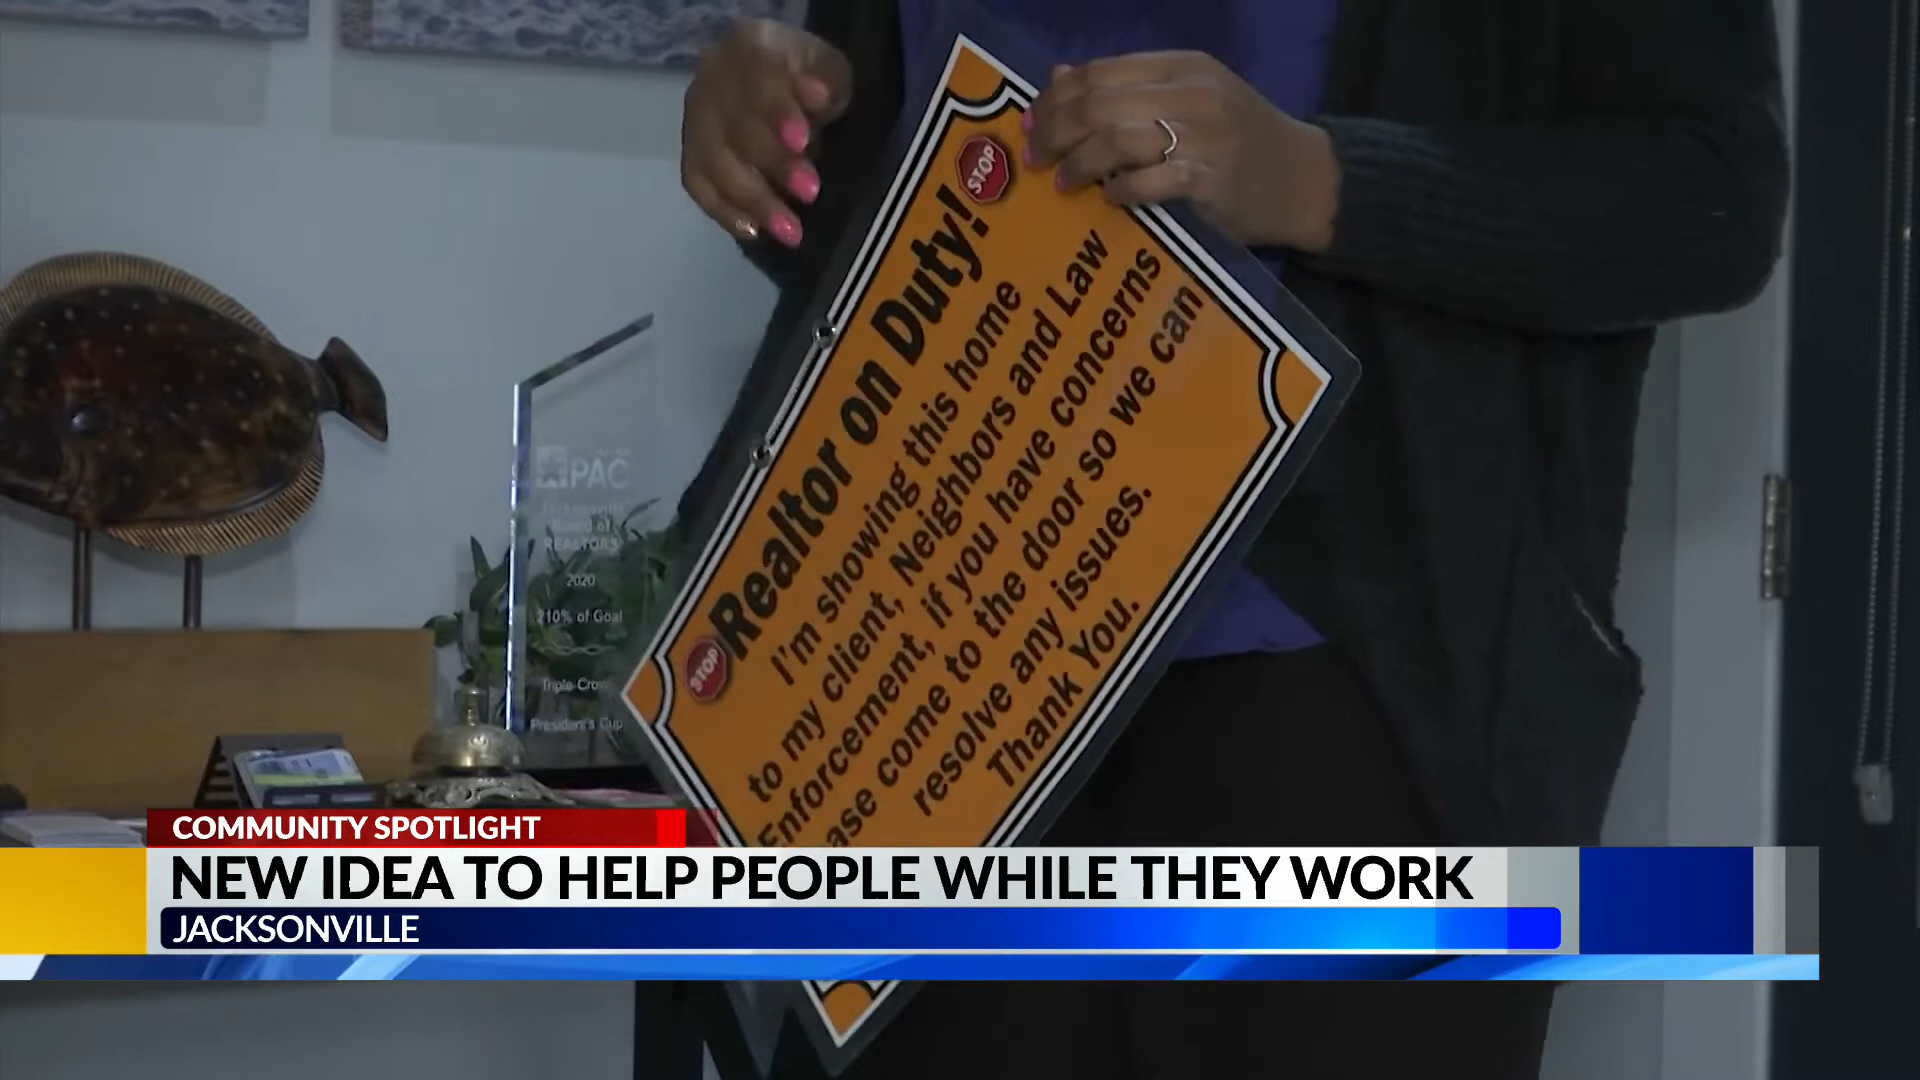 STOP
Realtor on Duty!
STOP
I'm showing this home
to my client, Neighbors and Law
Enforcement, if you have concerns
ase come to the door so we can
resolve any issues.
Thank You.
PAC
REALTORS
2020
210% of Goal
President's Cup
COMMUNITY SPOTLIGHT
NEW IDEA TO HELP PEOPLE WHILE THEY WORK
JACKSONVILLE